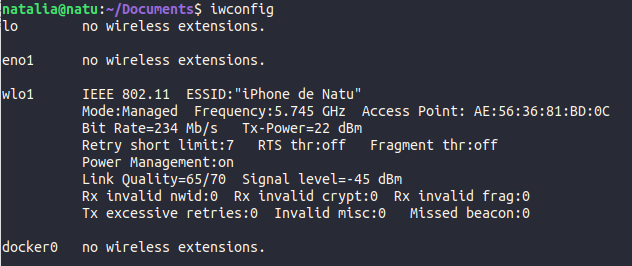 natalia@natu:~/Documents$ iwconfig
lo        no wireless extensions.
eno1      no wireless extensions.
wlo1      IEEE 802.11  ESSID:"iPhone de Natu"
          Mode:Managed  Frequency:5.745 GHz  Access Point: AE:56:36:81:BD:0C
          Bit Rate=234 Mb/s   Tx-Power=22 dBm
          Retry short limit:7   RTS thr:off   Fragment thr:off
          Power Management:on
          Link Quality=65/70  Signal level=-45 dBm
          Rx invalid nwid:0  Rx invalid crypt:0  Rx invalid frag:0
          Tx excessive retries:0  Invalid misc:0   Missed beacon:0
docker0   no wireless extensions.